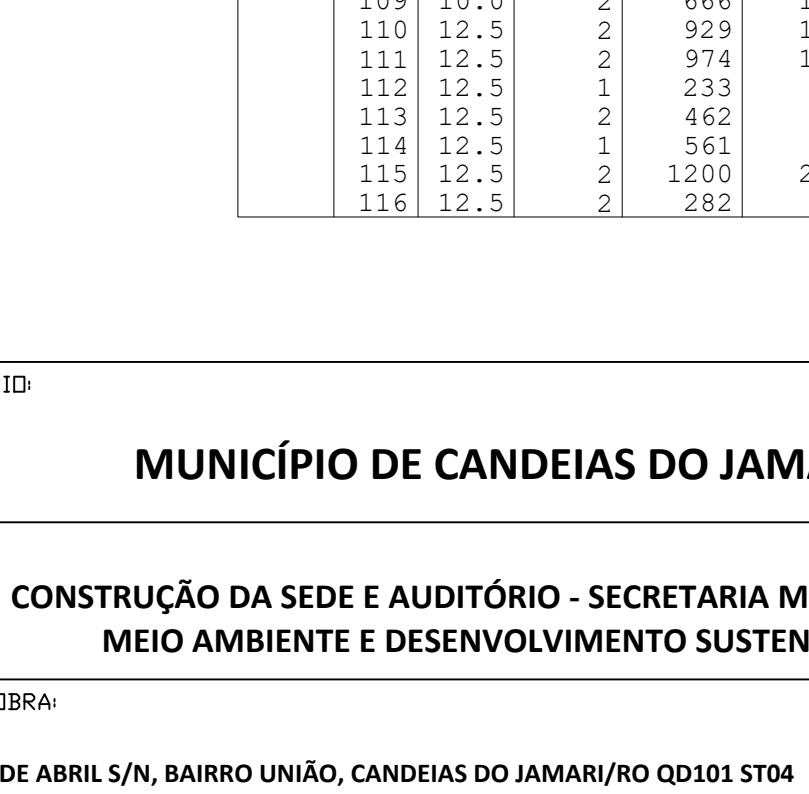 109 10.0 2 666
110 12.5 2 929
111 12.5 2 974
112 12.5 1 233
113 12.5 2 462
114 12.5 1 561
115 12.5 2 1200
116 12.5 2 282
MUNICÍPIO DE CANDEIAS DO
CONSTRUÇÃO DA SEDE E AUDITÓRIO - SECRETARIA
MEIO AMBIENTE E DESENVOLVIMENTO
DE ABRIL S/N, BAIRRO UNIÃO, CANDEIAS DO JAMARI/RO QD101 ST04